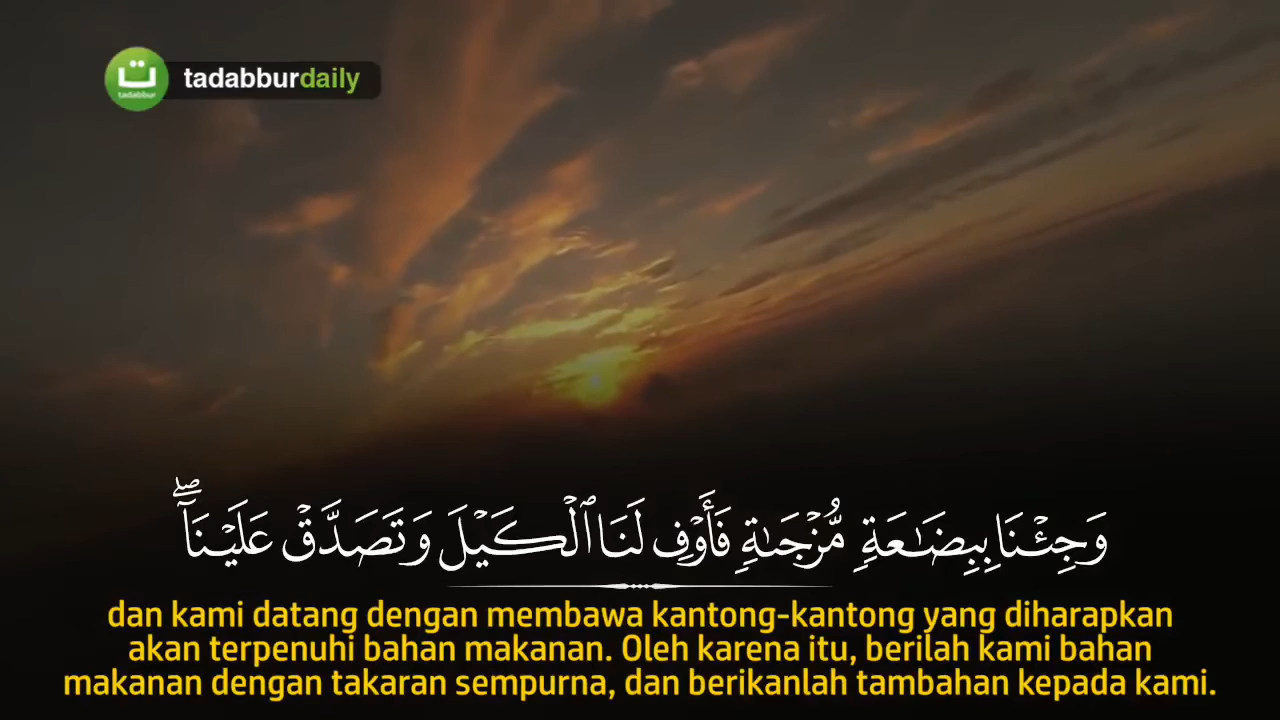 ت
tadabbur
tadabburdaily
وَجِئْنَا بِبِضَٰعَةٍ مُّزْجَىٰةٍ فَأَوْفِ لَنَا ٱلْكَيْلَ وَتَصَدَّقْ عَلَيْنَآ ۖ
dan kami datang dengan membawa kantong-kantong yang diharapkan
akan terpenuhi bahan makanan. Oleh karena itu, berilah kami bahan
makanan dengan takaran sempurna, dan berikanlah tambahan kepada kami.